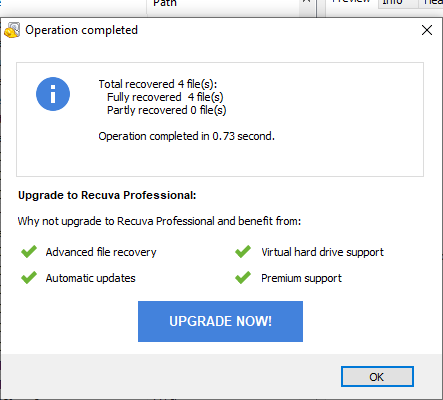 Path
Preview
Info
Hea
Operation completed
Total recovered 4 file(s):
Fully recovered 4 file(s)
Partly recovered 0 file(s)
Operation completed in 0.73 second.
Upgrade to Recuva Professional:
Why not upgrade to Recuva Professional and benefit from:
Advanced file recovery
Virtual hard drive support
Automatic updates
Premium support
UPGRADE NOW!
OK